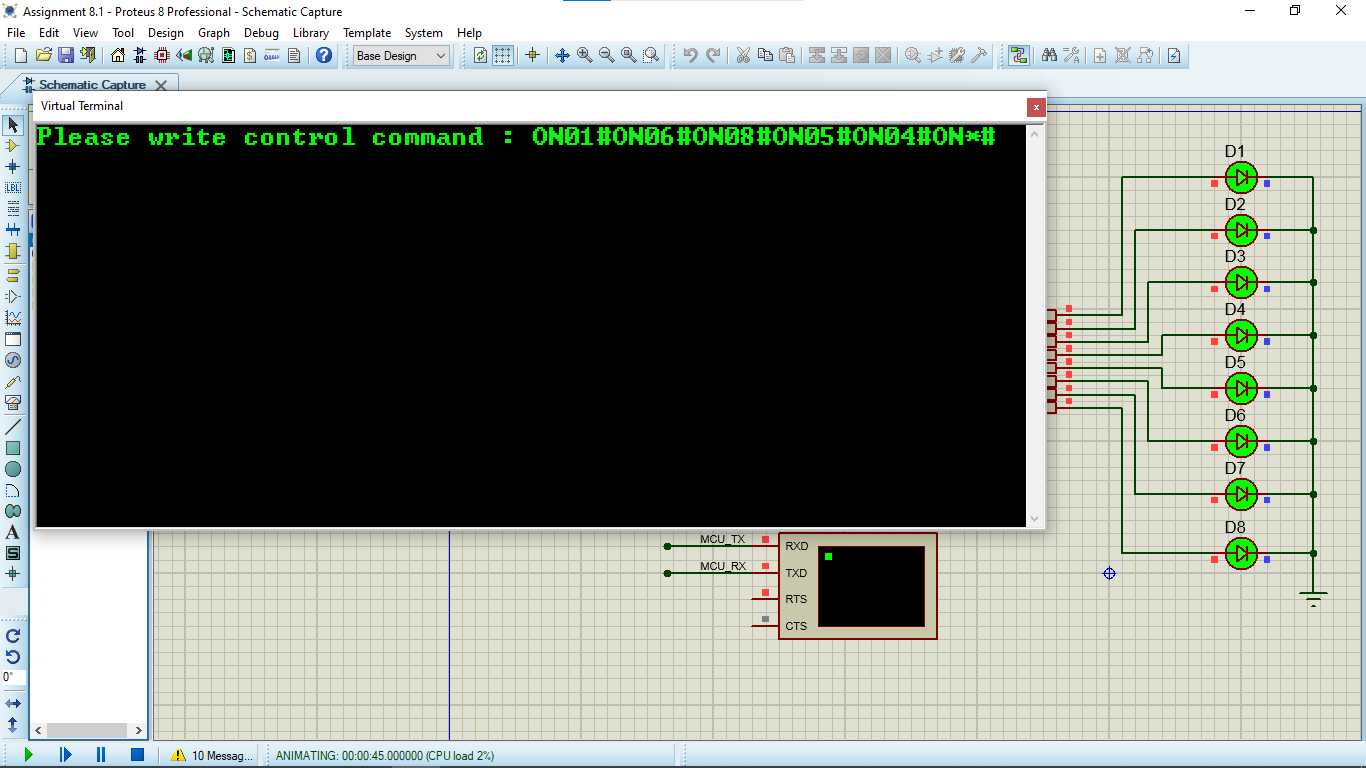 Assignment 8.1 - Proteus 8 Professional - Schematic Capture
File Edit View Tool Design Graph Debug Library Template System Help
Base Design
Schematic Capture
Virtual Terminal
Please write control command : ON01#ON06#ON08#ON05#ON04#ON*#
LBL
D1
D2
D3
D4
D5
D6
D7
D8
MCU_TX RXD
MCU_RX TXD
RTS
CTS
A
S
0°
10 Messag... ANIMATING: 00:00:45.000000 (CPU load 2%)